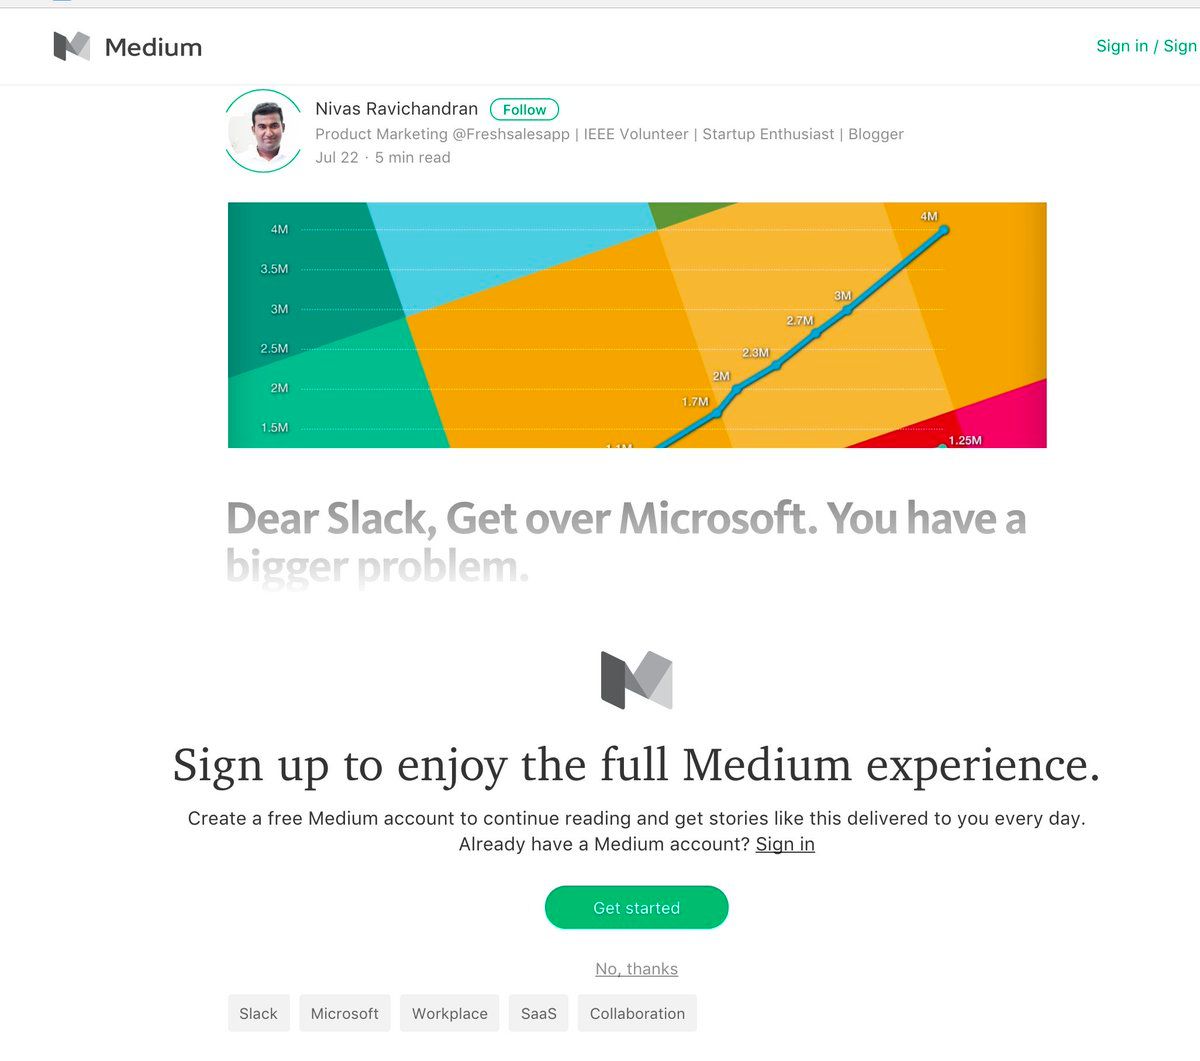 Medium
Sign in / Sign
Nivas Ravichandran Follow
Product Marketing @Freshsalesapp | IEEE Volunteer | Startup Enthusiast | Blogger
Jul 22 · 5 min read
4M
4M
3.5M
3M
3M
2.7M
2.5M
2.3M
2M
2M
1.7M
1.5M
1.1M
1.25M
Dear Slack, Get over Microsoft. You have a
bigger problem.
Sign up to enjoy the full Medium experience.
Create a free Medium account to continue reading and get stories like this delivered to you every day.
Already have a Medium account? Sign in
Get started
No, thanks
Slack Microsoft Workplace SaaS Collaboration